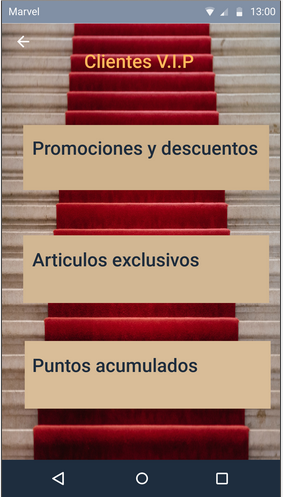 Marvel 13:00
Clientes V.I.P
Promociones y descuentos
Articulos exclusivos
Puntos acumulados